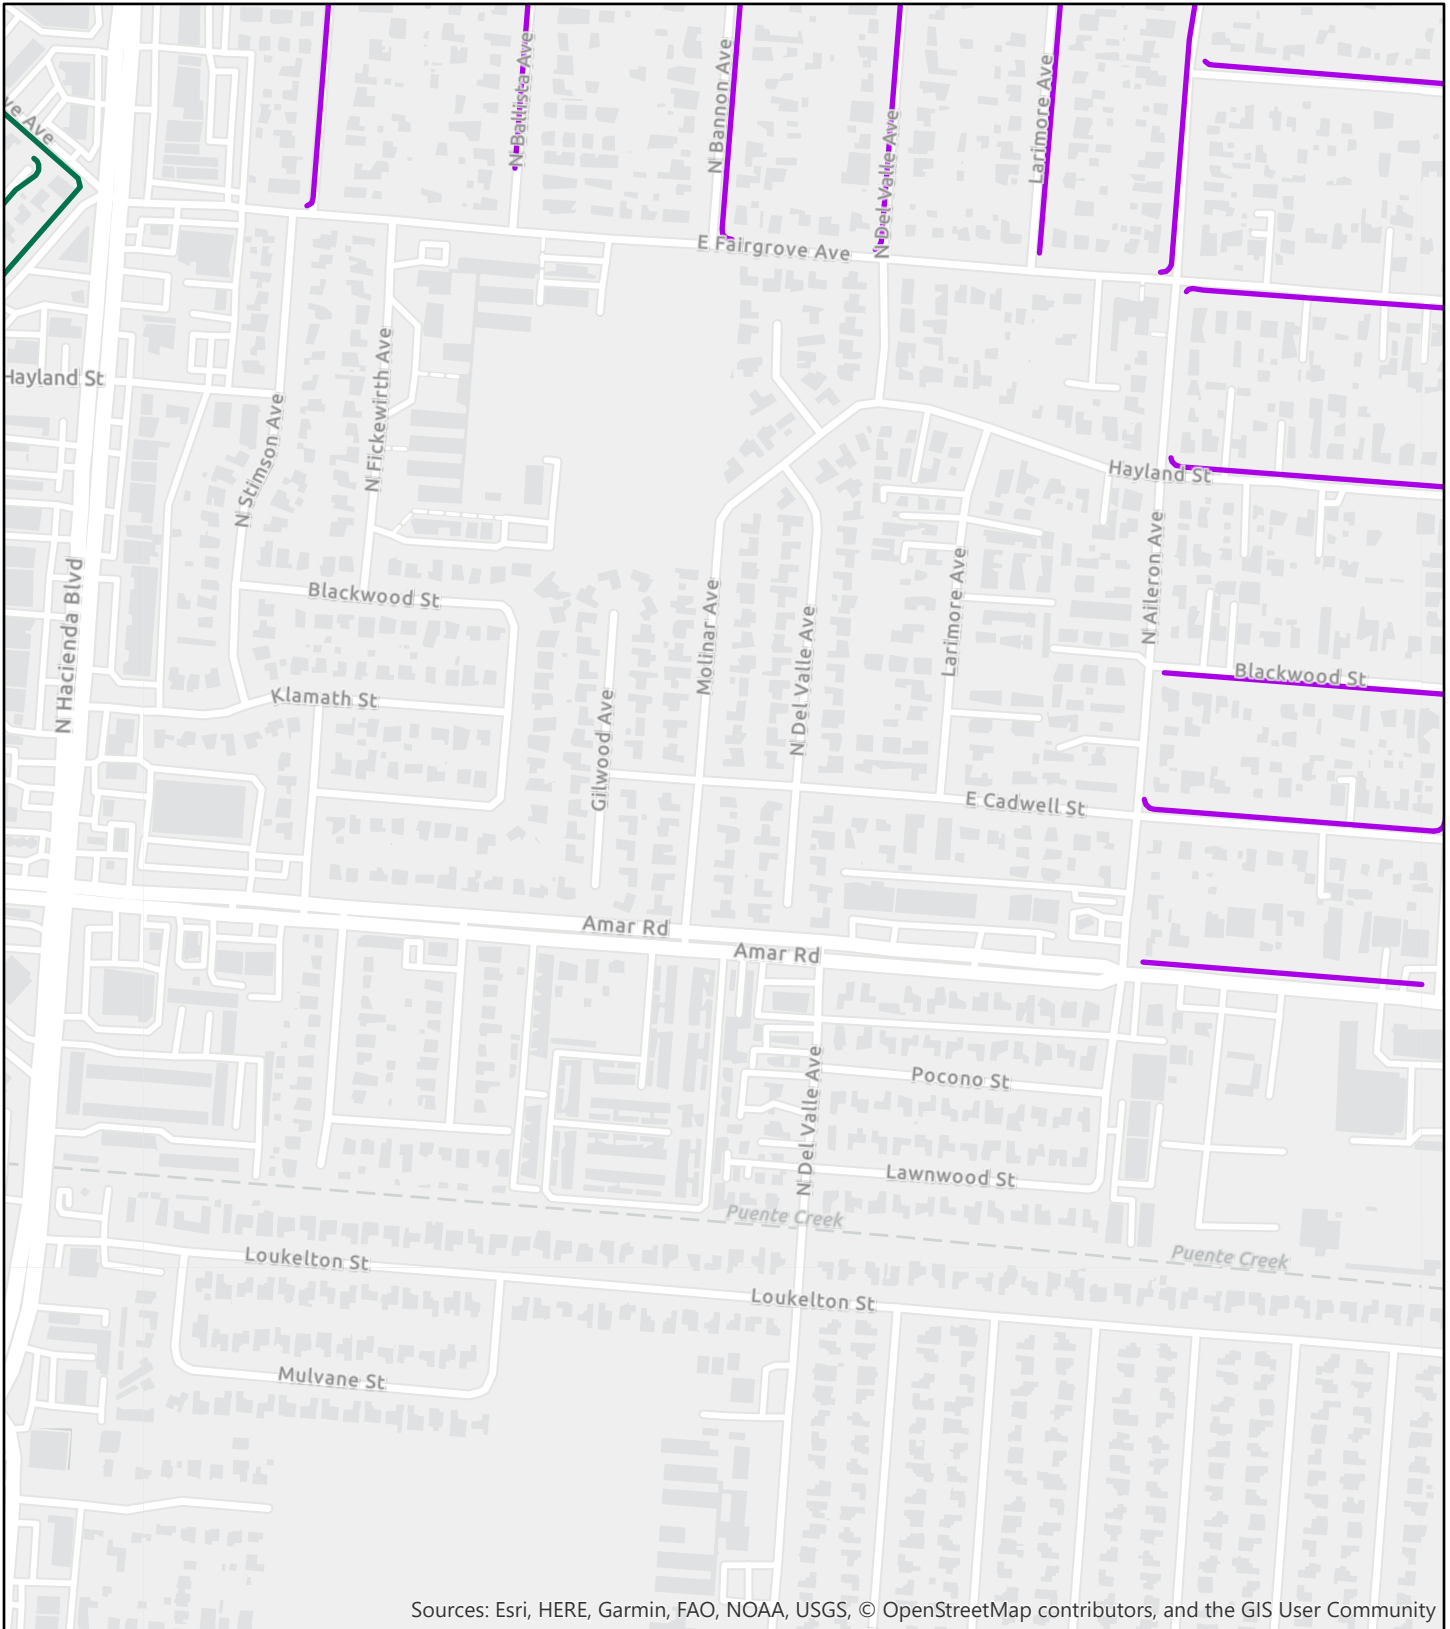 ve Ave
N Ballista Ave
N Bannon Ave
N Del Valle Ave
Larimore Ave
E Fairgrove Ave
Hayland St
N Stimson Ave
N Fickewirth Ave
Hayland St
N Aileron Ave
N Hacienda Blvd
Blackwood St
Molinar Ave
N Del Valle Ave
Larimore Ave
Blackwood St
Klamath St
Gilwood Ave
E Cadwell St
Amar Rd
Amar Rd
Pocono St
N Del Valle Ave
Lawnwood St
Puente Creek
Puente Creek
Loukelton St
Loukelton St
Mulvane St
Sources: Esri, HERE, Garmin, FAO, NOAA, USGS, © OpenStreetMap contributors, and the GIS User Community